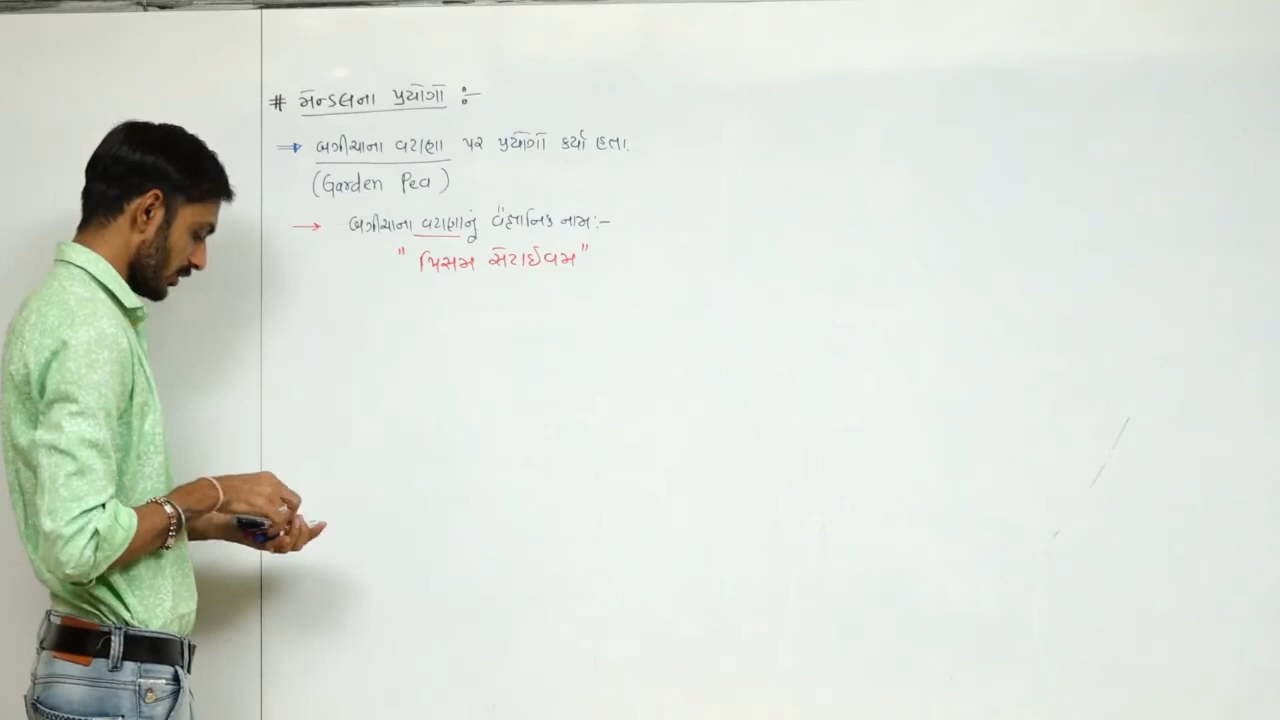 # મેન્ડલના પ્રયોગો :-
⇒ બગીચાના વટાણા પર પ્રયોગો કર્યા હતા.
(Garden Pea)
→ બગીચાના વટાણાનું વૈજ્ઞાનિક નામ:-
"પિસમ સેટાઈવમ"